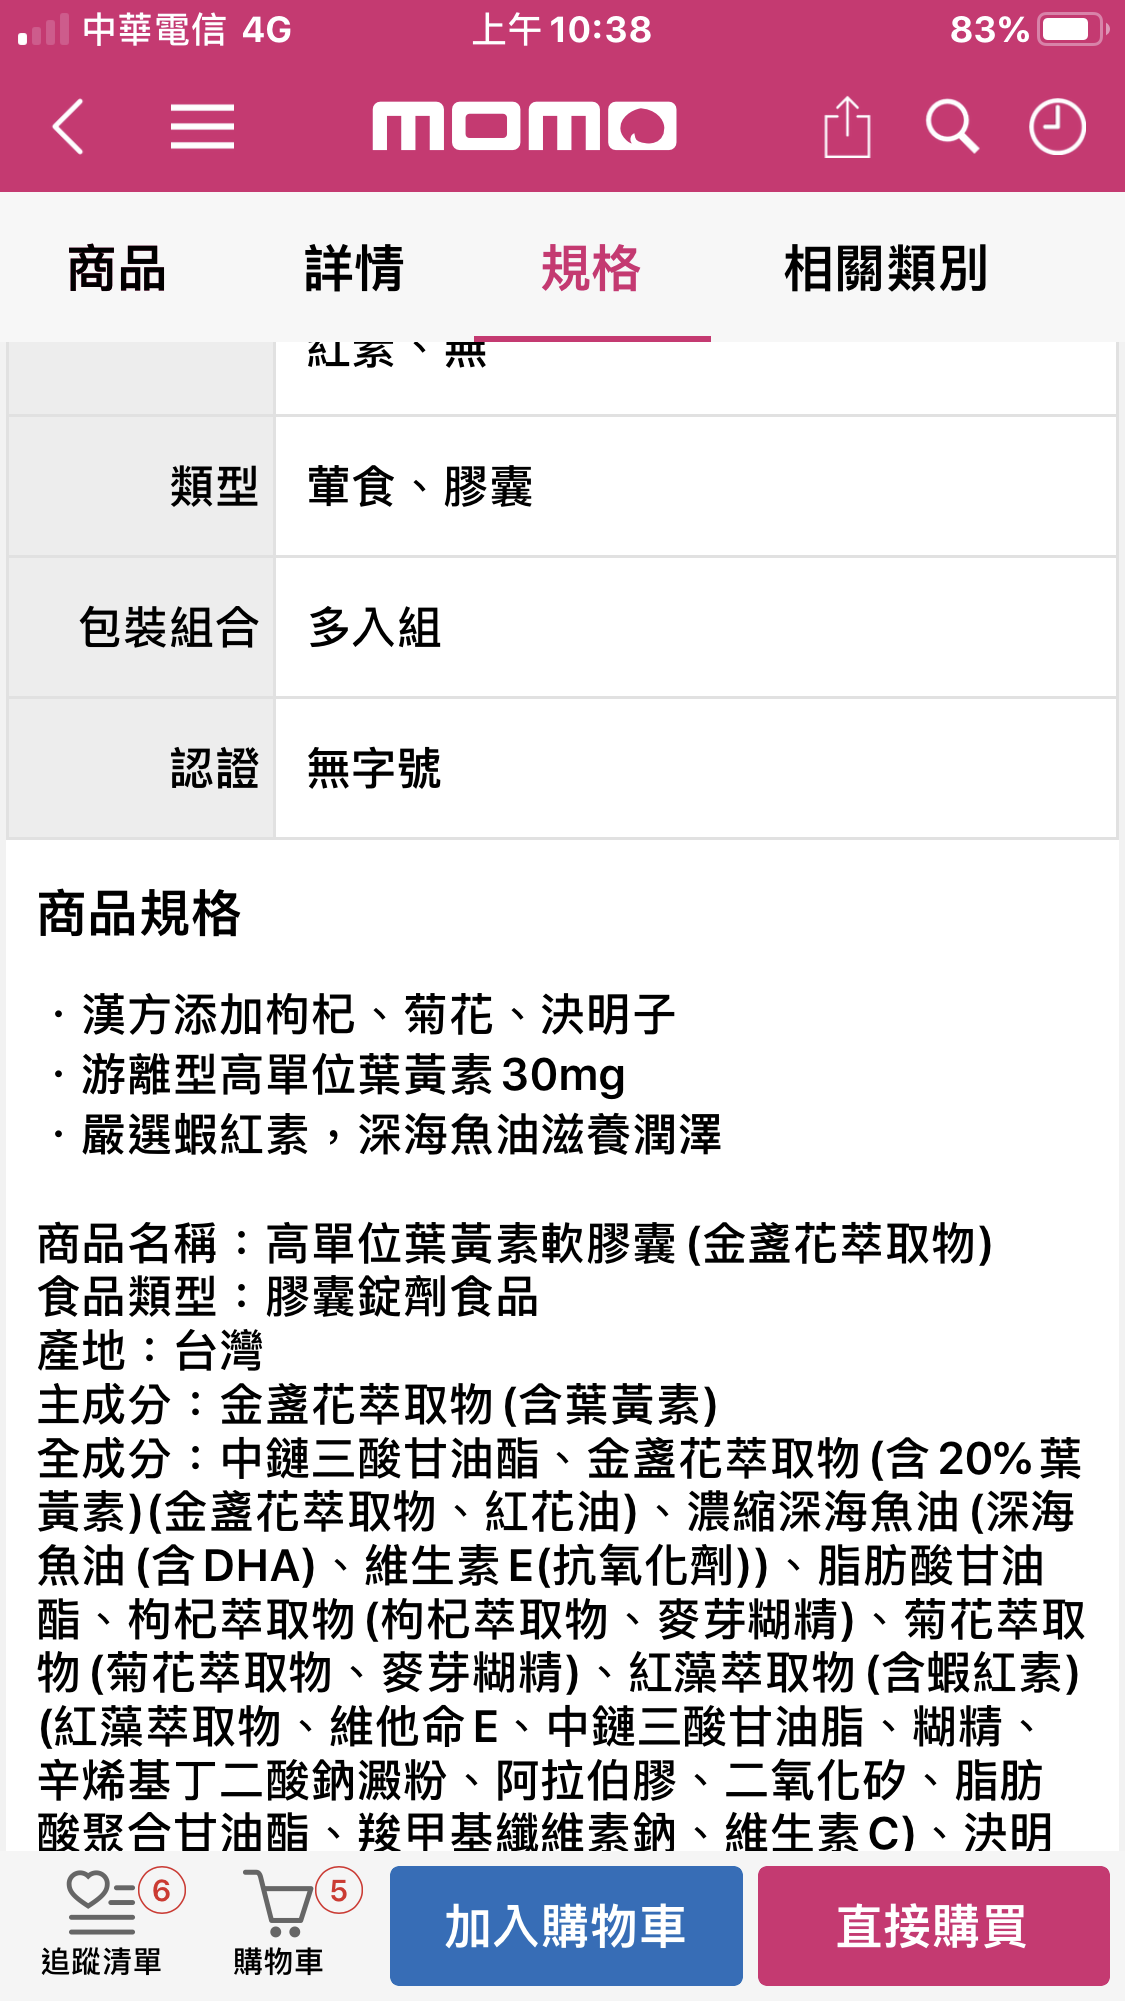 中華電信 4G 上午10:38 83%
momo
商品 詳情 規格 相關類別
紅素、無
類型 葷食、膠囊
包裝組合 多入組
認證 無字號
商品規格
．漢方添加枸杞、菊花、決明子
．游離型高單位葉黃素30mg
．嚴選蝦紅素，深海魚油滋養潤澤
商品名稱：高單位葉黃素軟膠囊(金盞花萃取物)
食品類型：膠囊錠劑食品
產地：台灣
主成分：金盞花萃取物(含葉黃素)
全成分：中鏈三酸甘油酯、金盞花萃取物(含20%葉
黃素)(金盞花萃取物、紅花油)、濃縮深海魚油(深海
魚油(含DHA)、維生素E(抗氧化劑))、脂肪酸甘油
酯、枸杞萃取物(枸杞萃取物、麥芽糊精)、菊花萃取
物(菊花萃取物、麥芽糊精)、紅藻萃取物(含蝦紅素)
(紅藻萃取物、維他命E、中鏈三酸甘油脂、糊精、
辛烯基丁二酸鈉澱粉、阿拉伯膠、二氧化矽、脂肪
酸聚合甘油酯、羧甲基纖維素鈉、維生素C)、決明
6 5
追蹤清單 購物車 加入購物車 直接購買